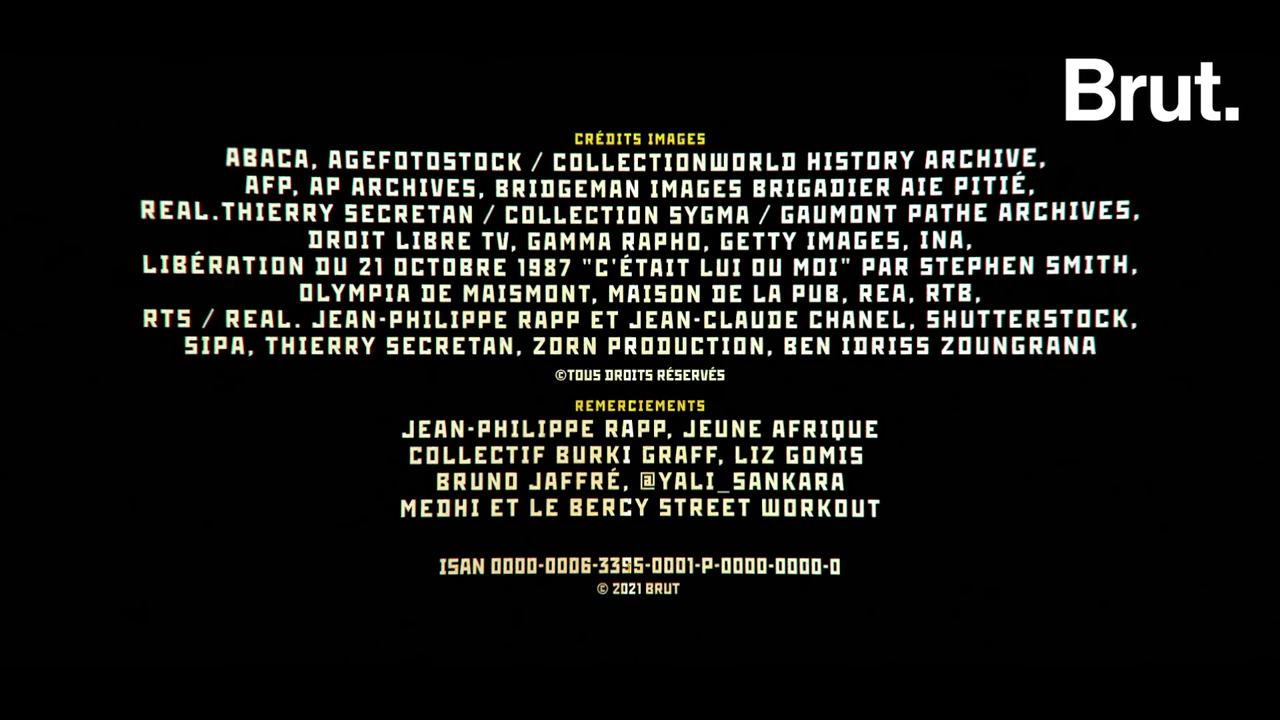 Brut.
CRÉDITS IMAGES
ABACA, AGEFOTOSTOCK / COLLECTIONWORLD HISTORY ARCHIVE,
AFP, AP ARCHIVES, BRIDGEMAN IMAGES BRIGADIER AIE PITIÉ,
REAL.THIERRY SECRETAN / COLLECTION SYGMA / GAUMONT PATHE ARCHIVES,
DROIT LIBRE TV, GAMMA RAPHO, GETTY IMAGES, INA,
LIBÉRATION DU 21 OCTOBRE 1987 "C'ÉTAIT LUI OU MOI" PAR STEPHEN SMITH,
OLYMPIA DE MAISMONT, MAISON DE LA PUB, REA, RTB,
RTS / REAL. JEAN-PHILIPPE RAPP ET JEAN-CLAUDE CHANEL, SHUTTERSTOCK,
SIPA, THIERRY SECRETAN, ZORN PRODUCTION, BEN IDRISS ZOUNGRANA
©TOUS DROITS RÉSERVÉS
REMERCIEMENTS
JEAN-PHILIPPE RAPP, JEUNE AFRIQUE
COLLECTIF BURKI GRAFF, LIZ GOMIS
BRUNO JAFFRÉ, @YALI_SANKARA
MEDHI ET LE BERCY STREET WORKOUT
ISAN 0000-0006-3395-0001-P-0000-0000-0
© 2021 BRUT